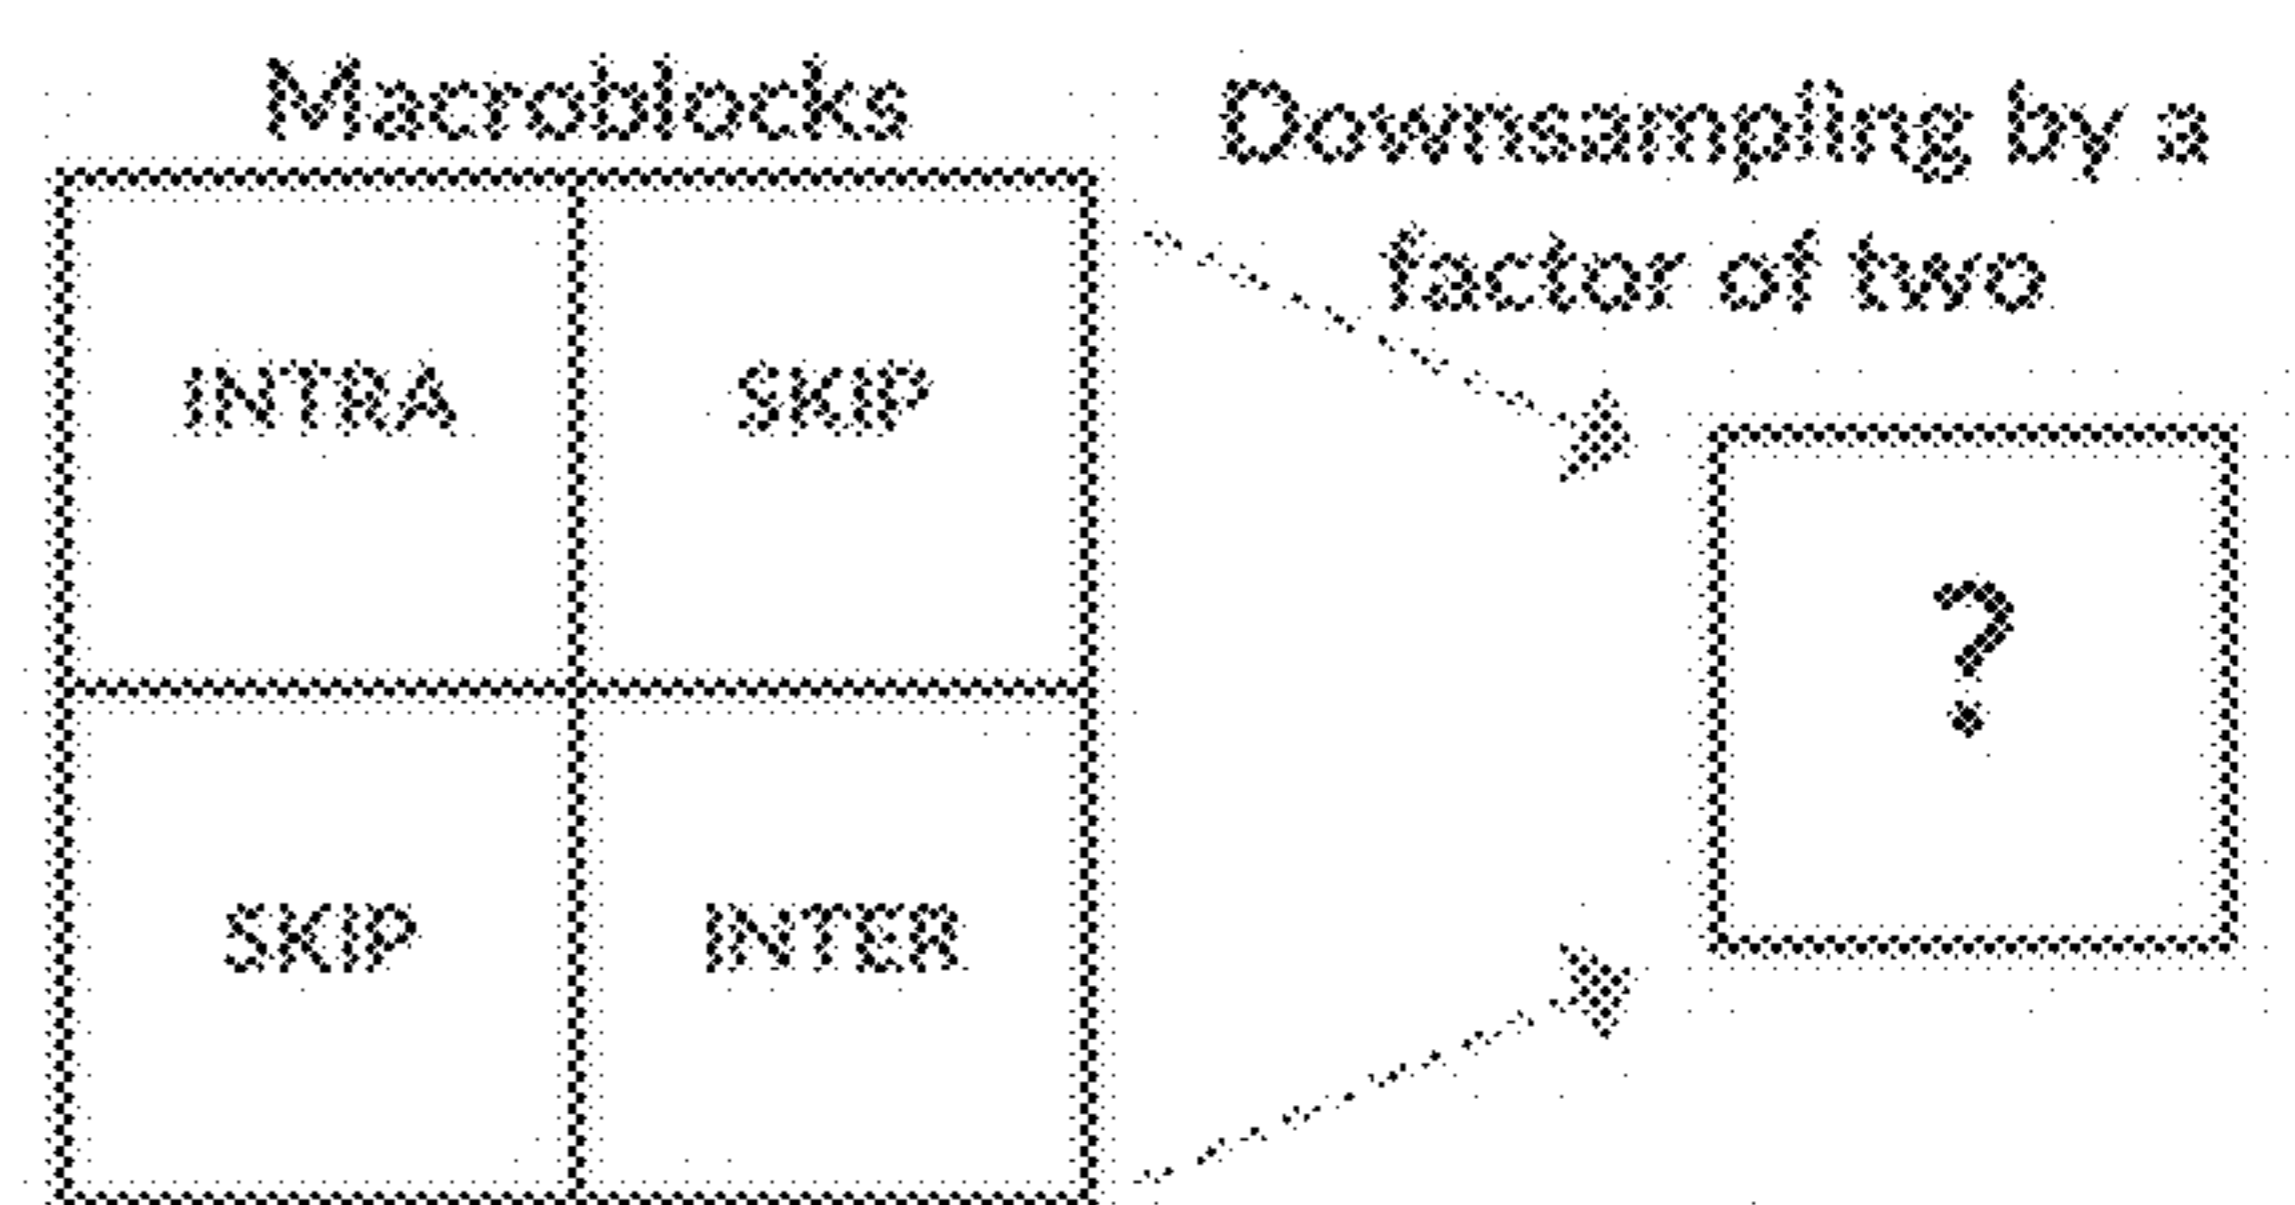 Macroblocks
Downsampling by a
factor of two
INTRA
SKIP
?
SKIP
INTER